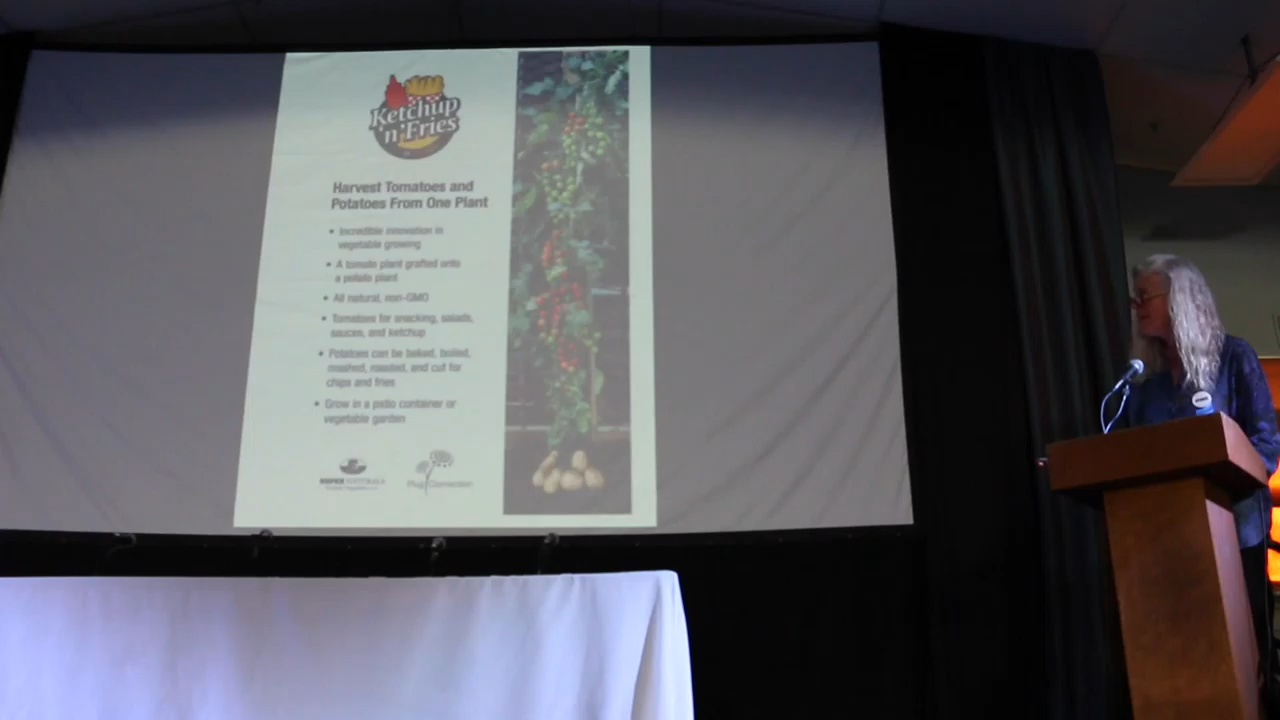 Ketchup
'n' Fries
Harvest Tomatoes and
Potatoes From One Plant
• Incredible innovation in
vegetable growing
• A tomato plant grafted onto
a potato plant
• All natural, non-GMO
• Tomatoes for snacking, salads,
sauces, and ketchup
• Potatoes can be baked, boiled,
mashed, roasted, and cut for
chips and fries
• Grow in a patio container or
vegetable garden
Plug Connection